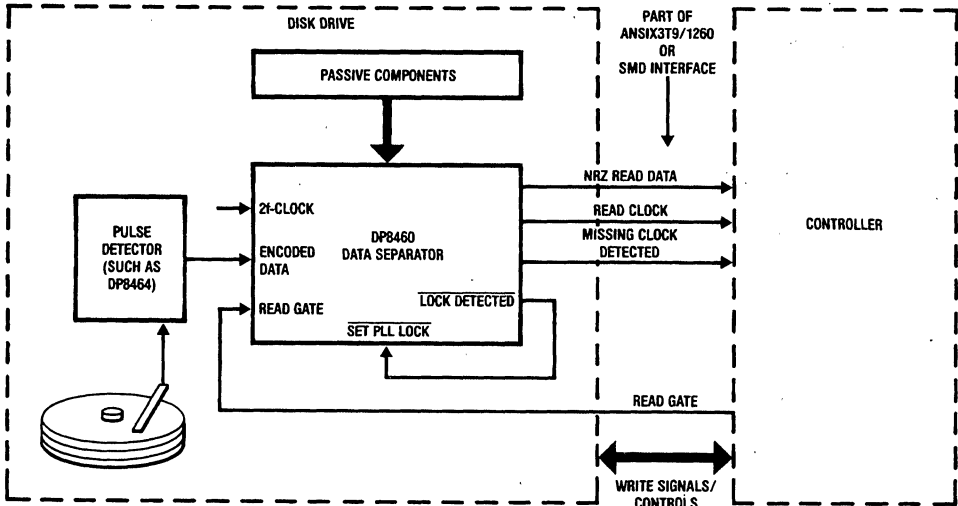 DISK DRIVE
PART OF
ANSIX3T9/1260
OR
SMD INTERFACE
PASSIVE COMPONENTS
NRZ READ DATA
2f-CLOCK
READ CLOCK
CONTROLLER
PULSE
DETECTOR
(SUCH AS
DP8464)
DP8460
DATA SEPARATOR
MISSING CLOCK
DETECTED
ENCODED
DATA
LOCK DETECTED
READ GATE
SET PLL LOCK
READ GATE
WRITE SIGNALS/
CONTROLS